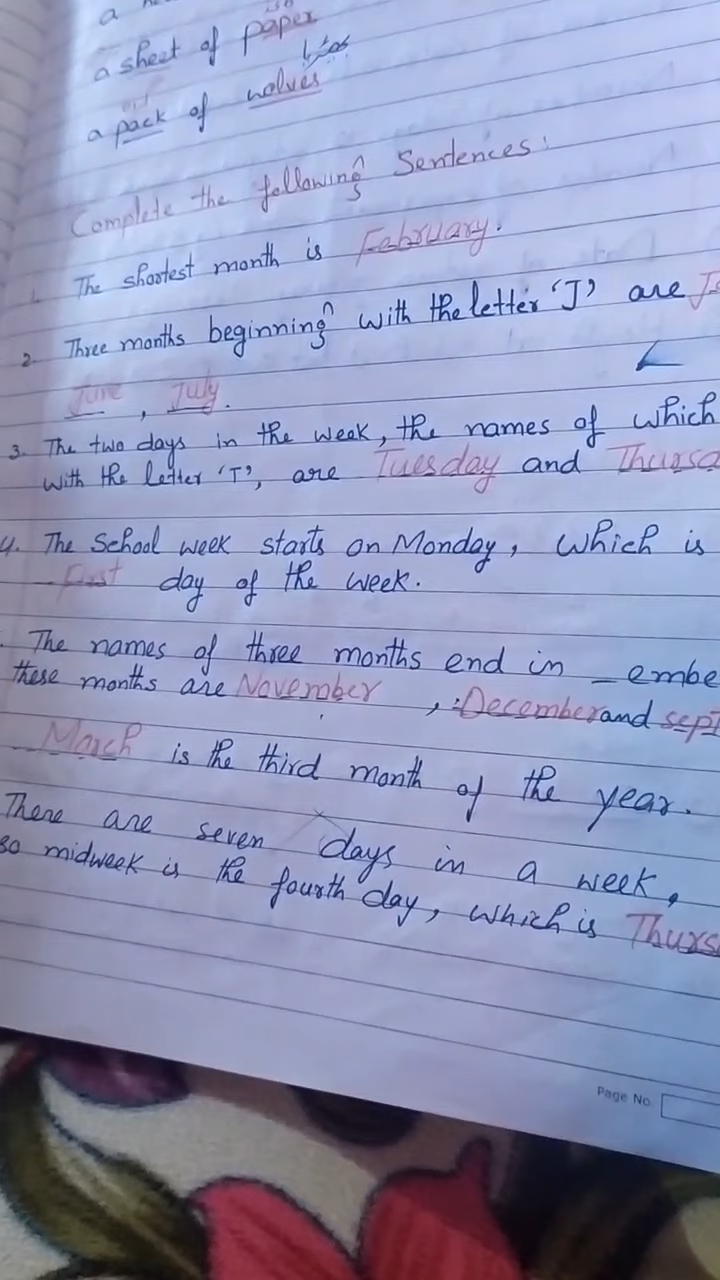 a
a sheet of paper
a pack of wolves
Complete the following Sentences:
1. The shortest month is February.
2. Three months beginning with the letter 'J' are
June, July.
3. The two days in the week, the names of which
with the letter 'T', are Tuesday and Thursd
4. The School week starts on Monday, which is
First day of the week.
The names of three months end in _embe
these months are November, December and sept
March is the third month of the year.
There are seven days in a week,
so midweek is the fourth day, which is Thurs
Page No.